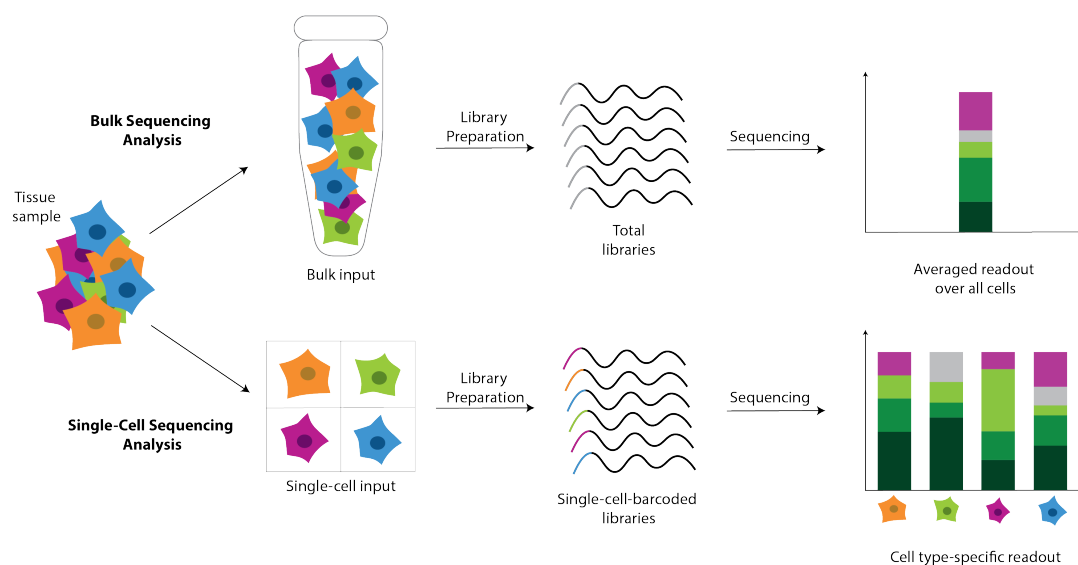 Bulk Sequencing
Analysis
Tissue
sample
Bulk input
Library
Preparation
Total
libraries
Sequencing
Averaged readout
over all cells
Single-Cell Sequencing
Analysis
Single-cell input
Library
Preparation
Single-cell-barcoded
libraries
Sequencing
Cell type-specific readout